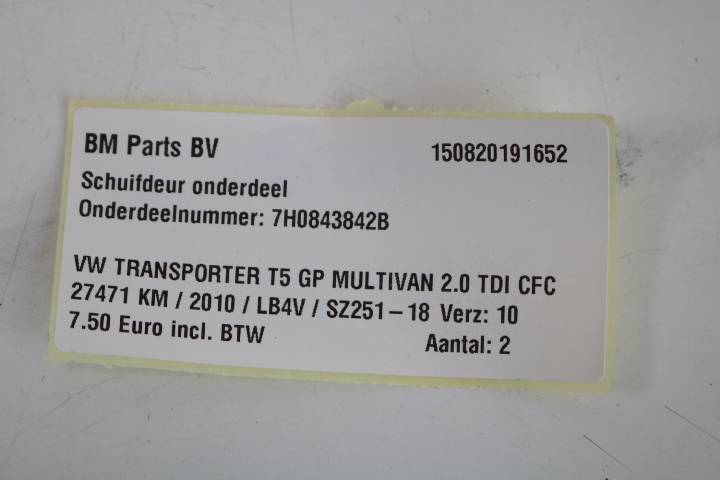 BM Parts BV 150820191652
Schuifdeur onderdeel
Onderdeelnummer: 7H0843842B
VW TRANSPORTER T5 GP MULTIVAN 2.0 TDI CFC
27471 KM / 2010 / LB4V / SZ251-18 Verz: 10
7.50 Euro incl. BTW Aantal: 2